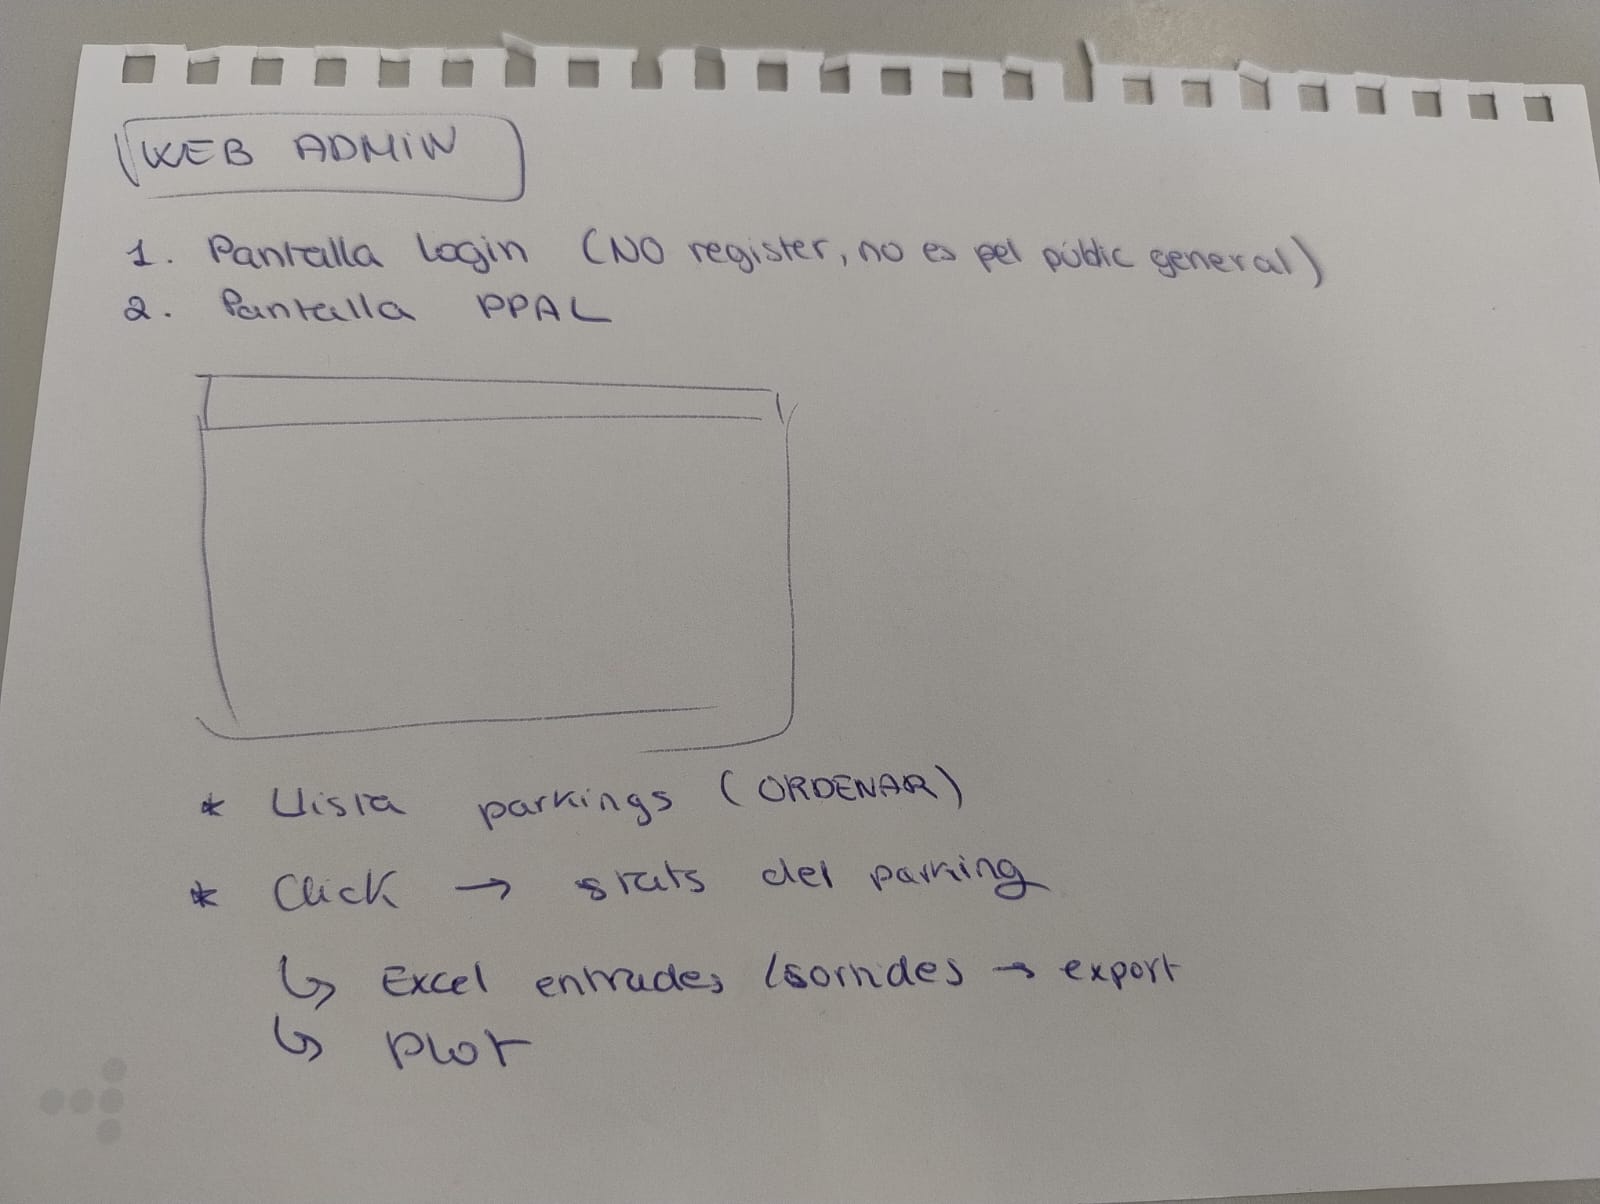 WEB ADMIN
1. Pantalla login (NO register, no es pel públic general)
2. Pantalla PPAL
* Llista parkings (ORDENAR)
* Click → stats del parking
↳ Excel entrades / sortides → export
↳ Plot